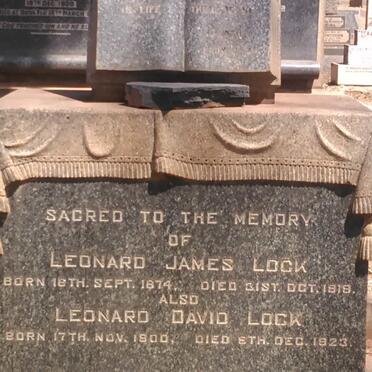 SACRED TO THE MEMORY
OF
LEONARD JAMES LOCK
BORN 18TH. SEPT. 1874. DIED 31ST. OCT. 1918.
ALSO
LEONARD DAVID LOCK
BORN 17TH. NOV. 1900. DIED 6TH. DEC. 1923.